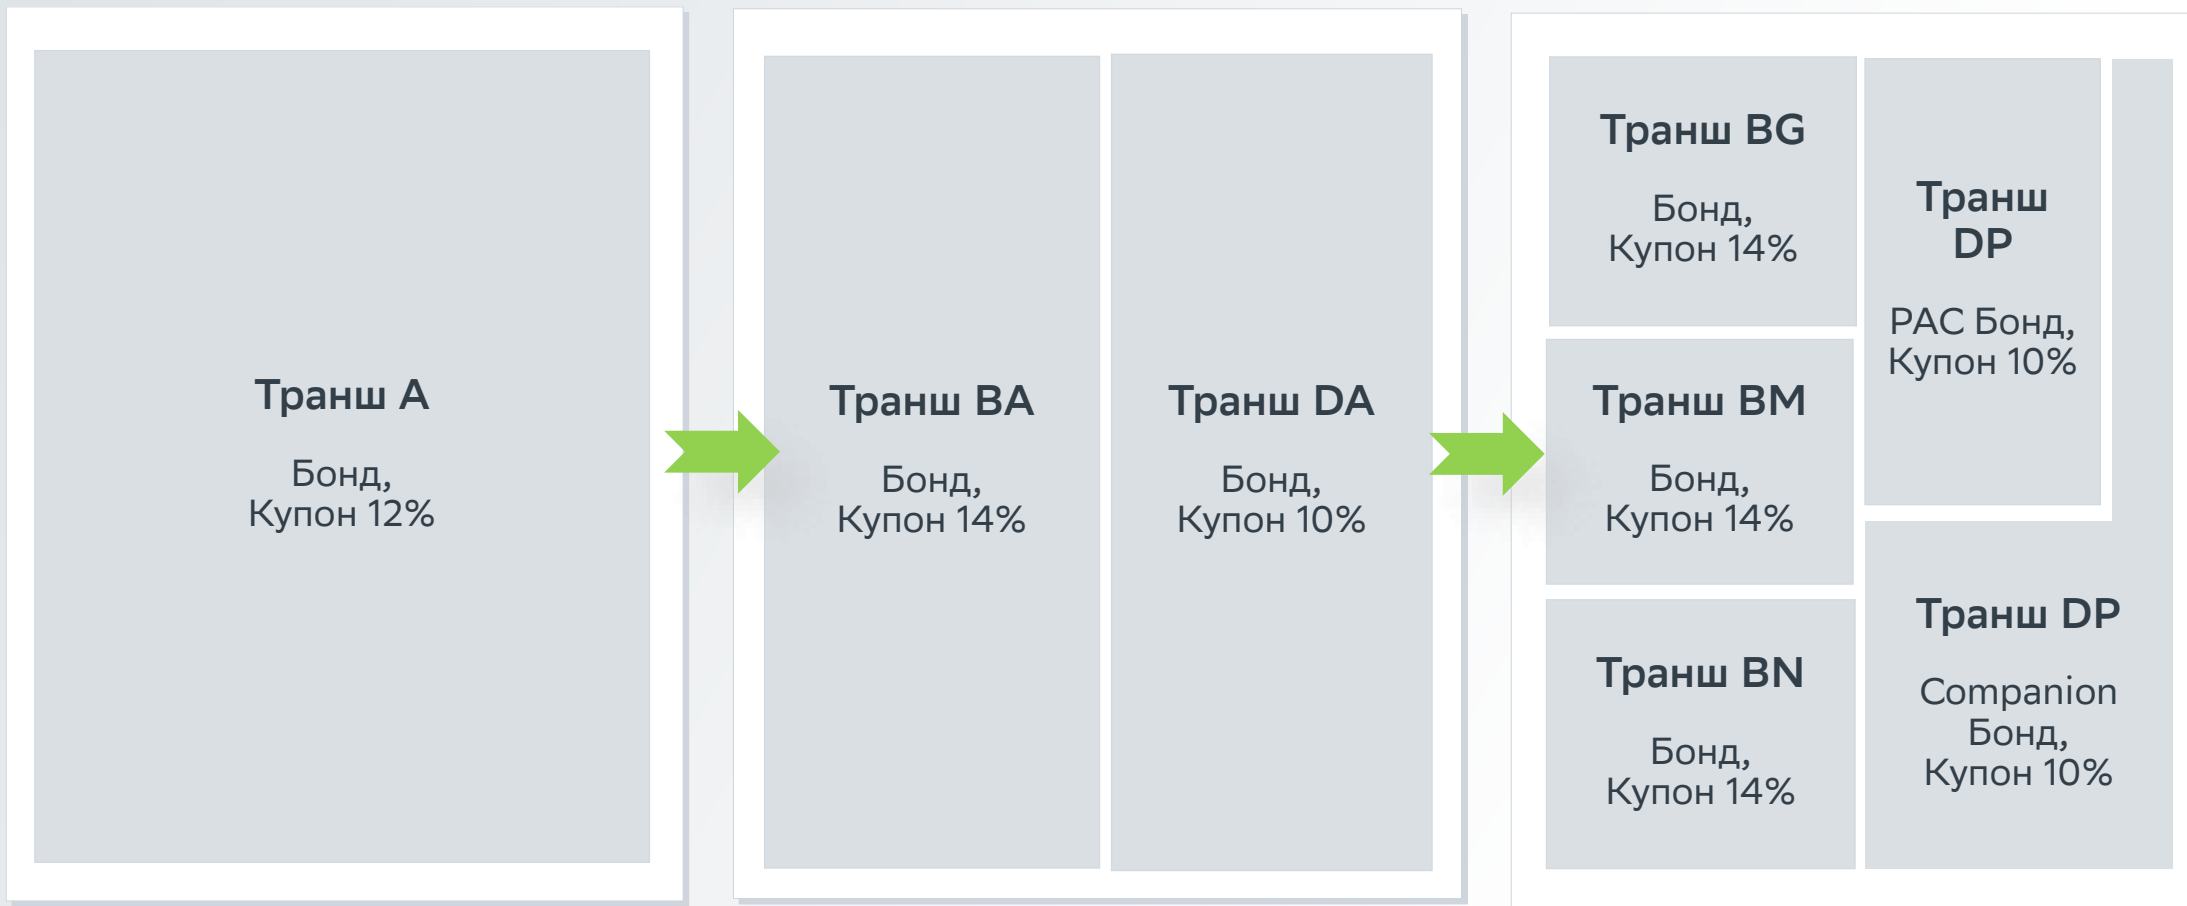 Транш А
Бонд,
Купон 12%
Транш BA
Бонд,
Купон 14%
Транш DA
Бонд,
Купон 10%
Транш BG
Бонд,
Купон 14%
Транш BM
Бонд,
Купон 14%
Транш BN
Бонд,
Купон 14%
Транш
DP
PAC Бонд,
Купон 10%
Транш DP
Companion
Бонд,
Купон 10%